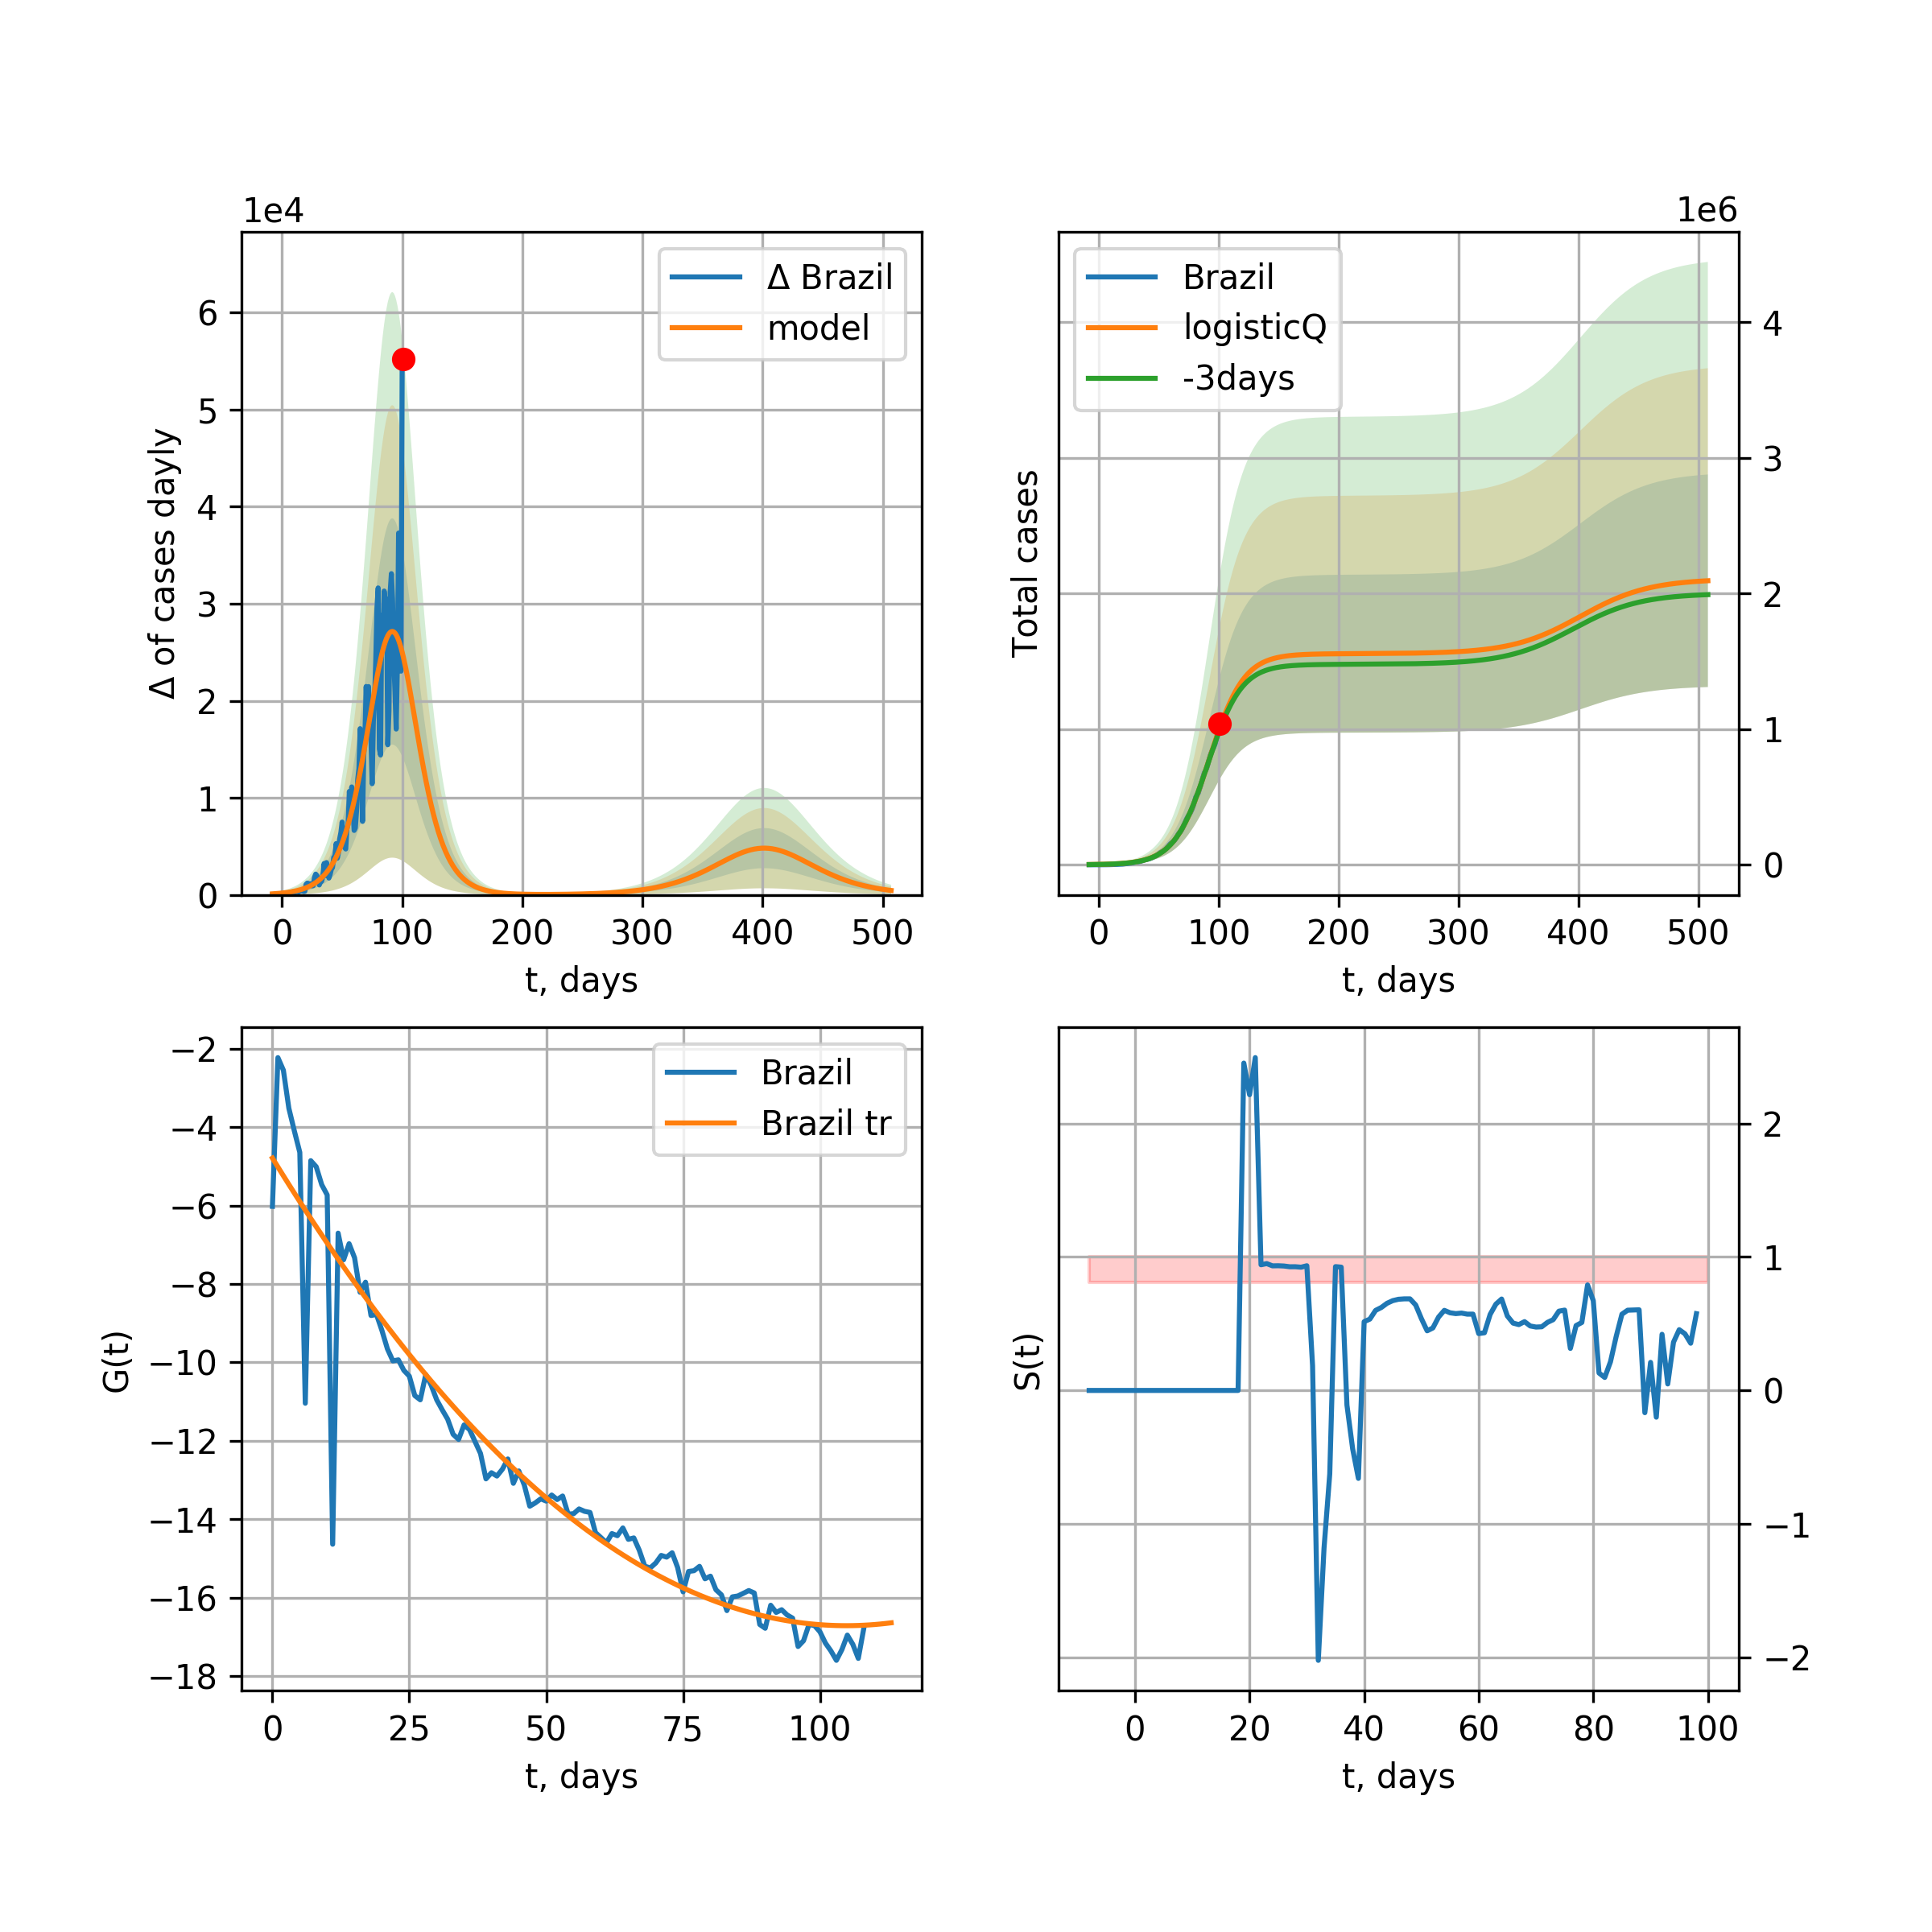 1e4
Δ of cases dayly
6
5
4
3
2
1
0
Δ Brazil
model
0 100 200 300 400 500
t, days
1e6
Total cases
Brazil
logisticQ
-3days
4
3
2
1
0
0 100 200 300 400 500
t, days
G(t)
−2
−4
−6
−8
−10
−12
−14
−16
−18
Brazil
Brazil tr
0 25 50 75 100
t, days
S(t)
2
1
0
−1
−2
0 20 40 60 80 100
t, days